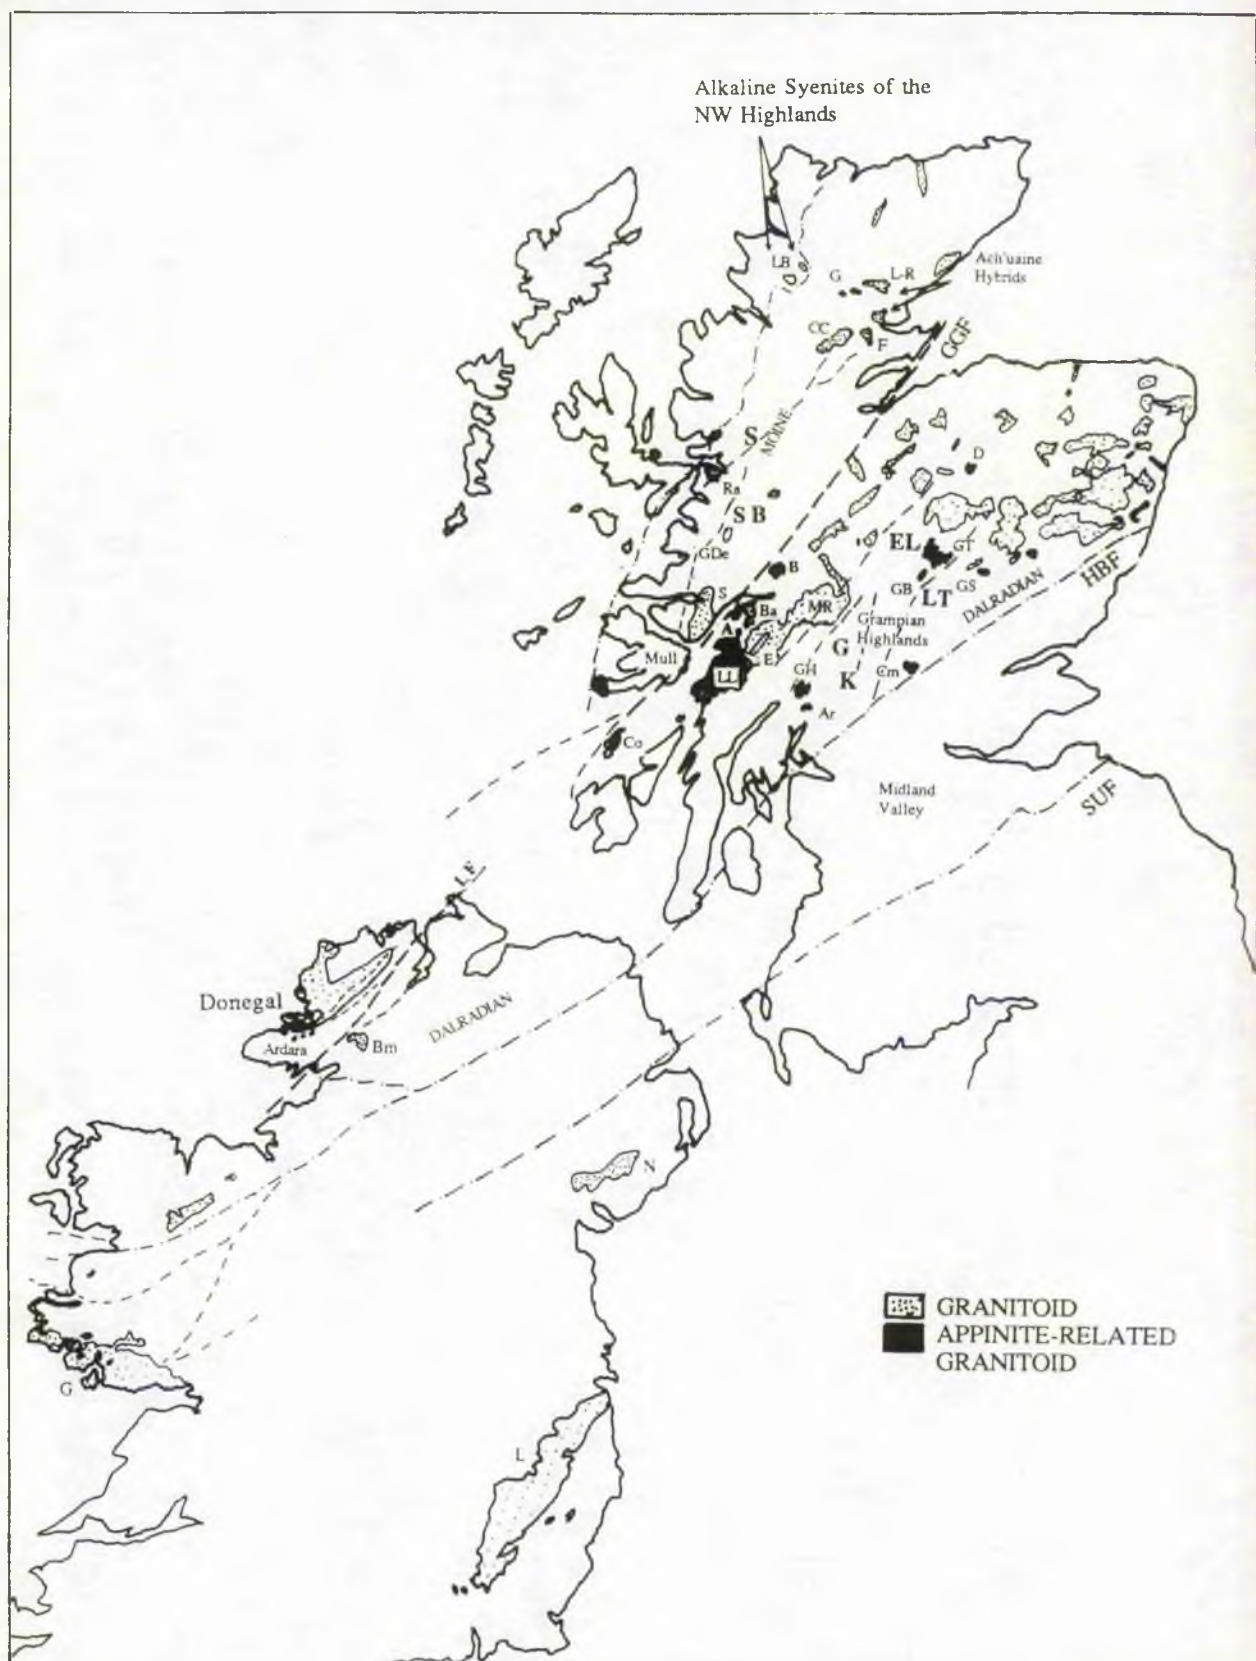 Alkaline Syenites of the
NW Highlands
LB
G
L-R
Ach'uaine
Hybrids
CC
F
GGF
S
MOINE
D
Ra
S B
EL
GT
GDe
B
GB
LT
GS
DALRADIAN
HBF
S
Ba
MR
Grampian
Highlands
A
G
Mull
E
LL
GH
K
Cm
Ar
Co
Midland
Valley
SUF
LF
Donegal
DALRADIAN
Ardara
Bm
N
GRANITOID
APPINITE-RELATED
GRANITOID
G
L